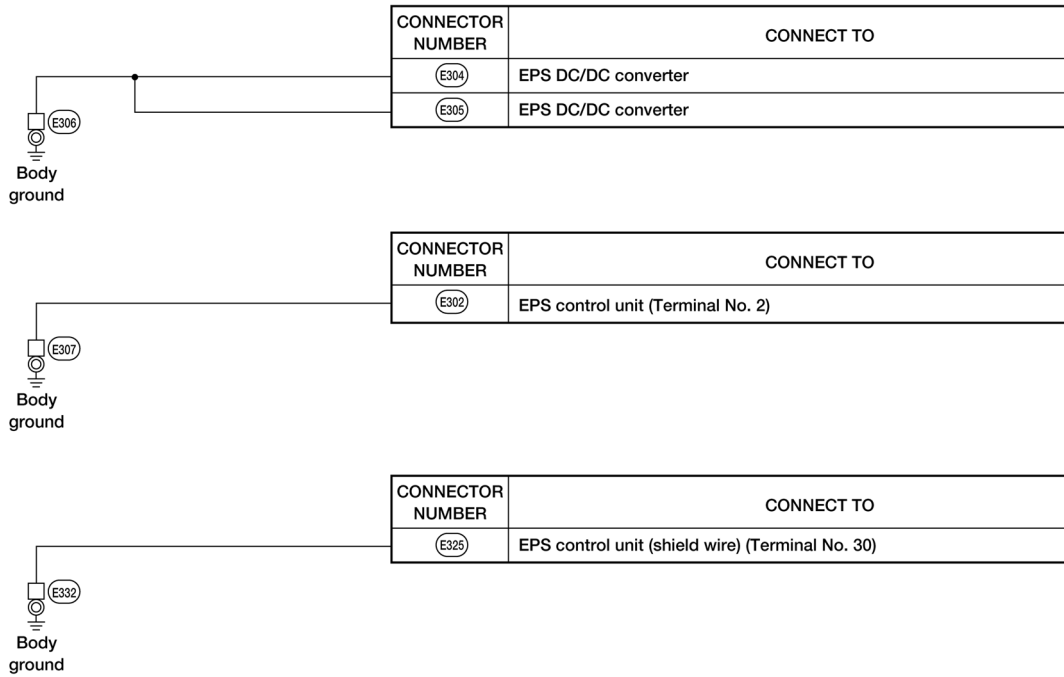 CONNECTOR
NUMBER
CONNECT TO
E304
EPS DC/DC converter
E305
EPS DC/DC converter
E306
Body
ground
CONNECTOR
NUMBER
CONNECT TO
E302
EPS control unit (Terminal No. 2)
E307
Body
ground
CONNECTOR
NUMBER
CONNECT TO
E325
EPS control unit (shield wire) (Terminal No. 30)
E332
Body
ground